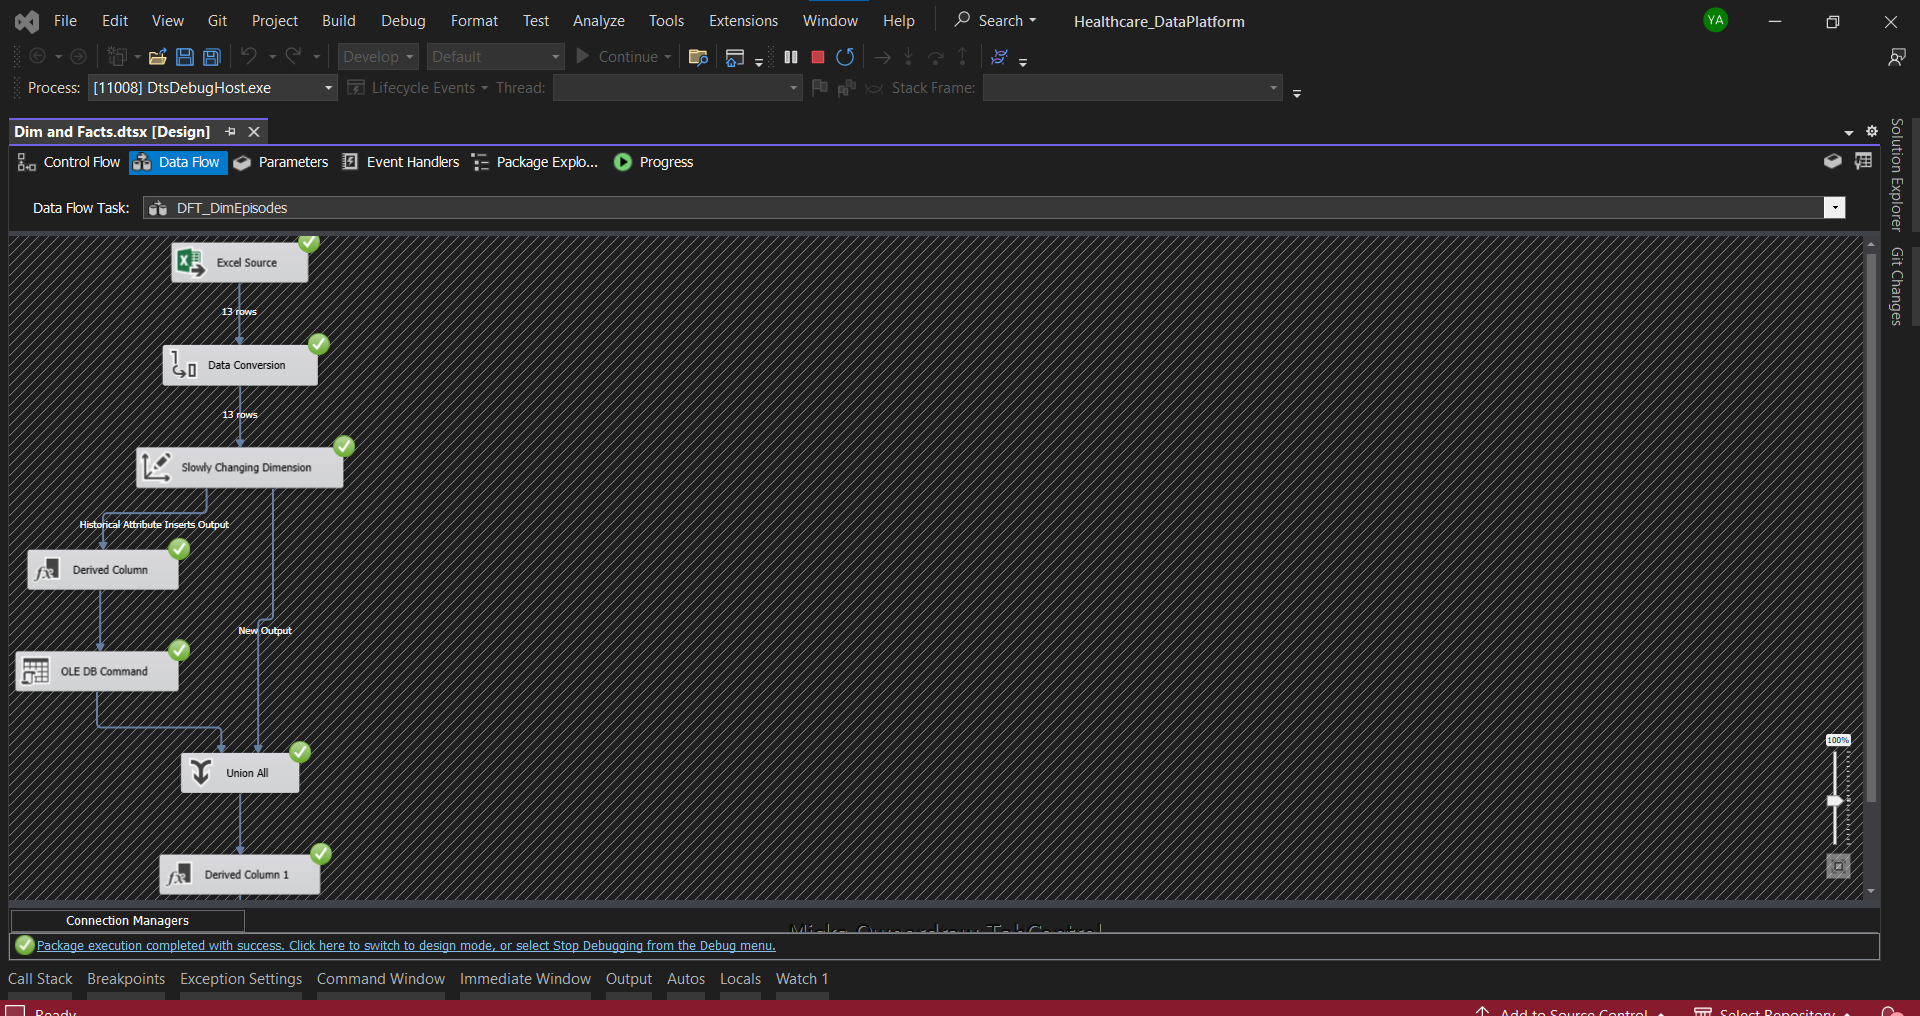 File Edit View Git Project Build Debug Format Test Analyze Tools Extensions Window Help Search Healthcare_DataPlatform YA
Develop Default Continue
Process: [11008] DtsDebugHost.exe Lifecycle Events Thread: Stack Frame:
Dim and Facts.dtsx [Design]
Control Flow Data Flow Parameters Event Handlers Package Explo... Progress
Data Flow Task: DFT_DimEpisodes
Solution Explorer
Git Changes
Excel Source
13 rows
Data Conversion
13 rows
Slowly Changing Dimension
Historical Attribute Inserts Output
Derived Column
New Output
OLE DB Command
100%
Union All
Derived Column 1
Connection Managers
Package execution completed with success. Click here to switch to design mode, or select Stop Debugging from the Debug menu.
Call Stack Breakpoints Exception Settings Command Window Immediate Window Output Autos Locals Watch 1
Ready Add to Source Control Select Repository